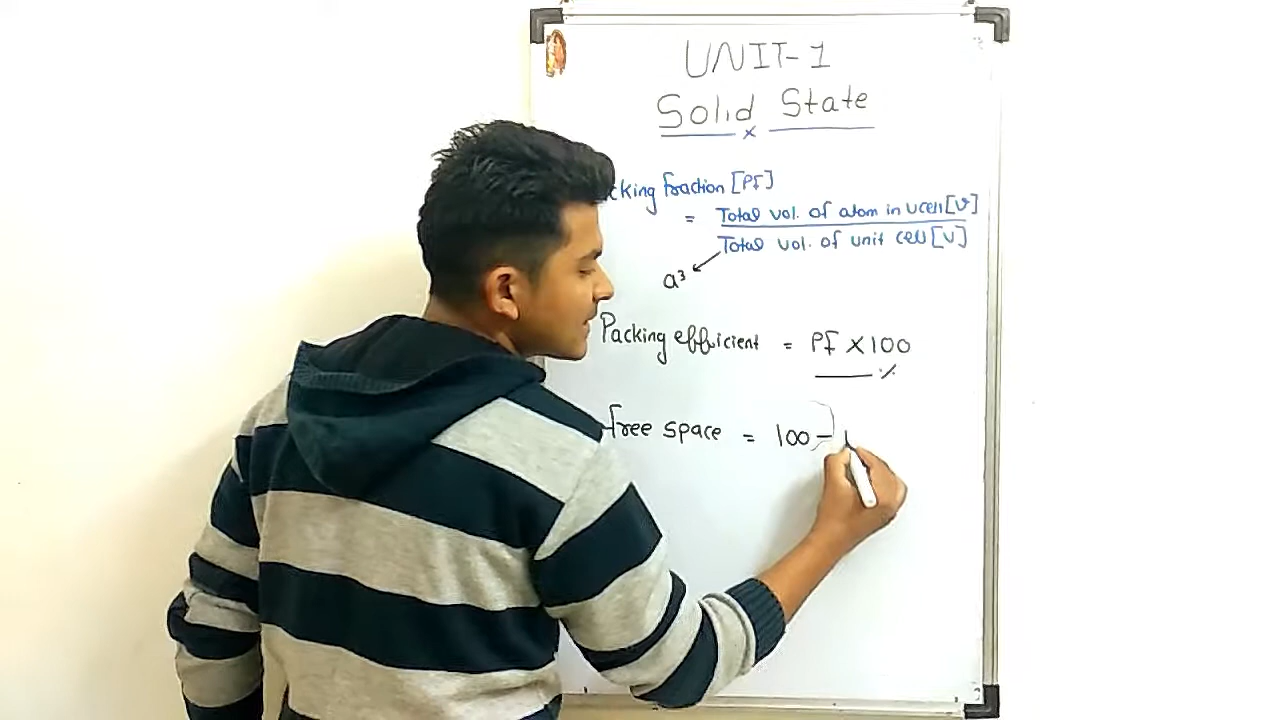 UNIT-1
Solid State
x
cking fraction [PF]
= Total vol. of atom in ucell [v]
Total vol. of unit cell [V]
a³
Packing efficient = PF X 100
%
free space = 100 -